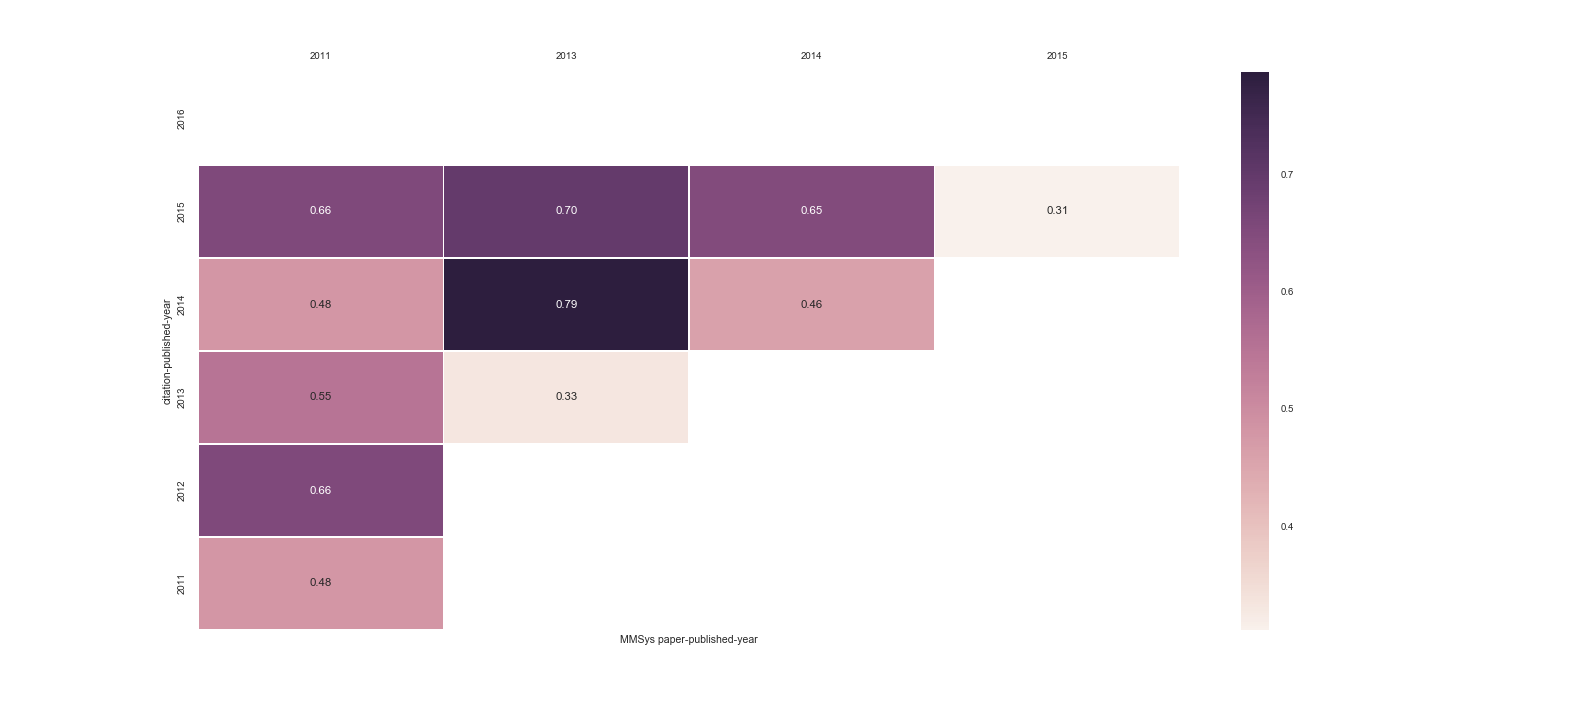 2011 2013 2014 2015
2016
2015 0.66 0.70 0.65 0.31 0.7
0.6
2014 0.48 0.79 0.46
citation-published-year
2013 0.55 0.33 0.5
2012 0.66
0.4
2011 0.48
MMSys paper-published-year